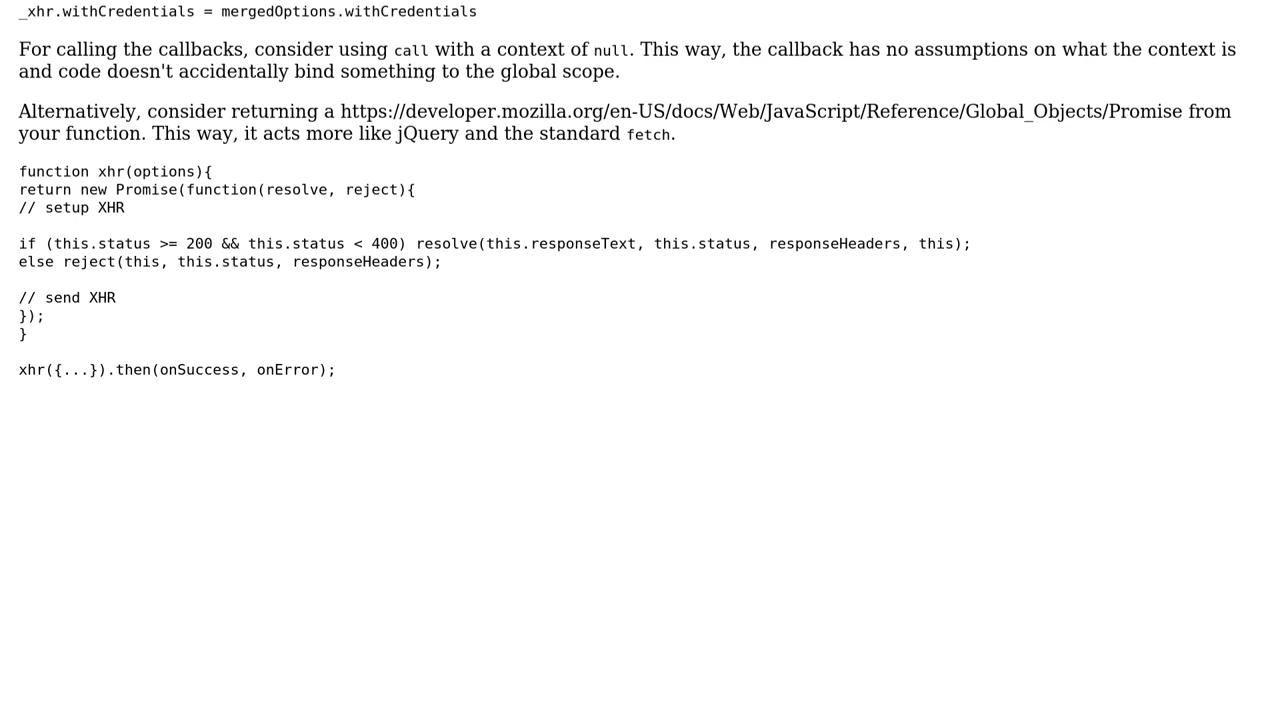 _xhr.withCredentials = mergedOptions.withCredentials
For calling the callbacks, consider using call with a context of null. This way, the callback has no assumptions on what the context is
and code doesn't accidentally bind something to the global scope.
Alternatively, consider returning a https://developer.mozilla.org/en-US/docs/Web/JavaScript/Reference/Global_Objects/Promise from
your function. This way, it acts more like jQuery and the standard fetch.
function xhr(options){
return new Promise(function(resolve, reject){
// setup XHR
if (this.status >= 200 && this.status < 400) resolve(this.responseText, this.status, responseHeaders, this);
else reject(this, this.status, responseHeaders);
// send XHR
});
}
xhr({...}).then(onSuccess, onError);